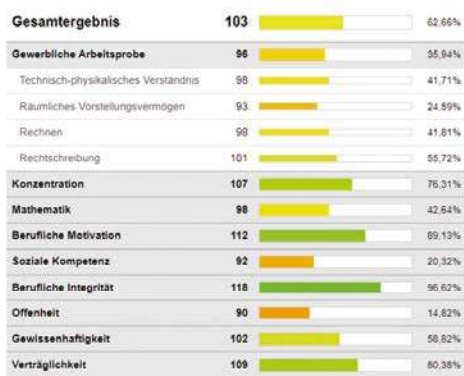 Gesamtergebnis 103 62,66%
Gewerbliche Arbeitsprobe 96 35,94%
Technisch-physikalisches Verständnis 98 41,71%
Räumliches Vorstellungsvermögen 93 24,59%
Rechnen 98 41,81%
Rechtschreibung 101 55,72%
Konzentration 107 76,31%
Mathematik 98 42,64%
Berufliche Motivation 112 89,13%
Soziale Kompetenz 92 20,32%
Berufliche Integrität 118 96,62%
Offenheit 90 14,82%
Gewissenhaftigkeit 102 58,82%
Verträglichkeit 109 80,38%